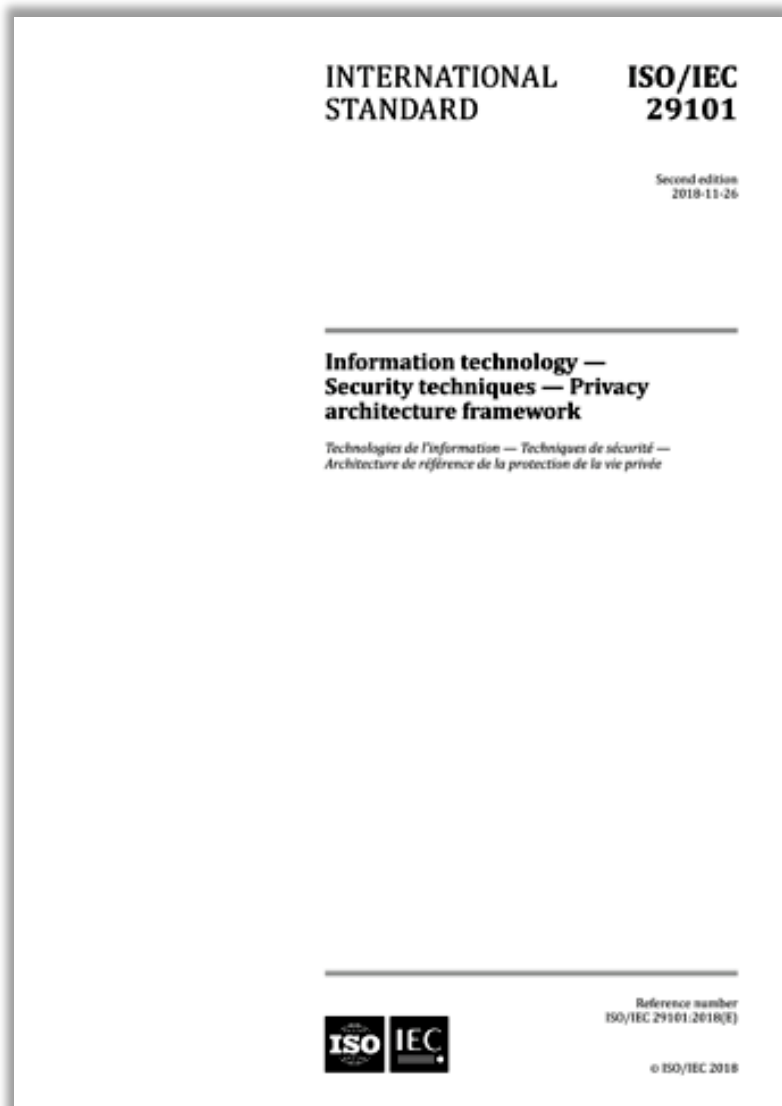 INTERNATIONAL STANDARD
ISO/IEC 29101
Second edition
2018-11-26
Information technology —
Security techniques — Privacy
architecture framework
Technologies de l'information — Techniques de sécurité —
Architecture de référence de la protection de la vie privée
Reference number
ISO/IEC 29101:2018(E)
ISO IEC
© ISO/IEC 2018